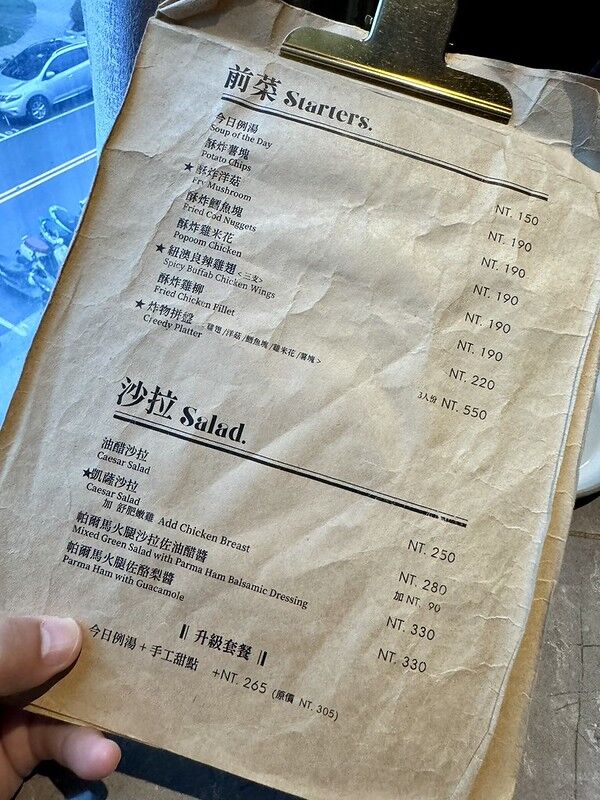 前菜 Starters.
今日例湯 NT. 150
Soup of the Day
酥炸薯塊 NT. 190
Potato Chips
★酥炸洋菇 NT. 190
Fry Mushroom
酥炸鱈魚塊 NT. 190
Fried Cod Nuggets
酥炸雞米花 NT. 190
Popoom Chicken
★紐澳良辣雞翅 <三支> NT. 190
Spicy Buffab Chicken Wings
酥炸雞柳 NT. 220
Fried Chicken Fillet
★炸物拼盤 <雞翅/洋菇/鱈魚塊/雞米花/薯塊> 3人份 NT. 550
Creedy Platter
沙拉 Salad.
油醋沙拉 NT. 250
Caesar Salad
★凱薩沙拉 NT. 280
Caesar Salad
加 舒肥嫩雞 Add Chicken Breast 加 NT. 90
帕爾馬火腿沙拉佐油醋醬 NT. 330
Mixed Green Salad with Parma Ham Balsamic Dressing
帕爾馬火腿佐酪梨醬 NT. 330
Parma Ham with Guacamole
升級套餐
今日例湯 + 手工甜點 +NT. 265 (原價 NT. 305)